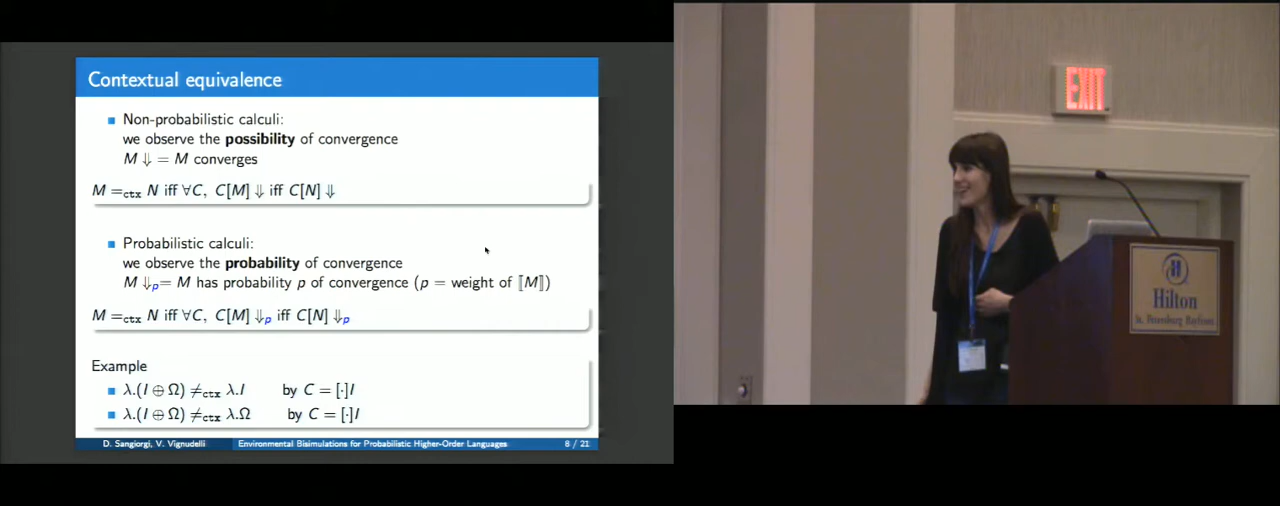 Contextual equivalence
Non-probabilistic calculi:
we observe the possibility of convergence
M ⇓ = M converges
M =ctx N iff ∀C, C[M] ⇓ iff C[N] ⇓
Probabilistic calculi:
we observe the probability of convergence
M ⇓p= M has probability p of convergence (p = weight of ⟦M⟧)
M =ctx N iff ∀C, C[M] ⇓p iff C[N] ⇓p
Example
λ.(I ⊕ Ω) ≠ctx λ.I by C = [·]I
λ.(I ⊕ Ω) ≠ctx λ.Ω by C = [·]I
D. Sangiorgi, V. Vignudelli Environmental Bisimulations for Probabilistic Higher-Order Languages 8 / 21
EXIT
Hilton
St. Petersburg Bayfront